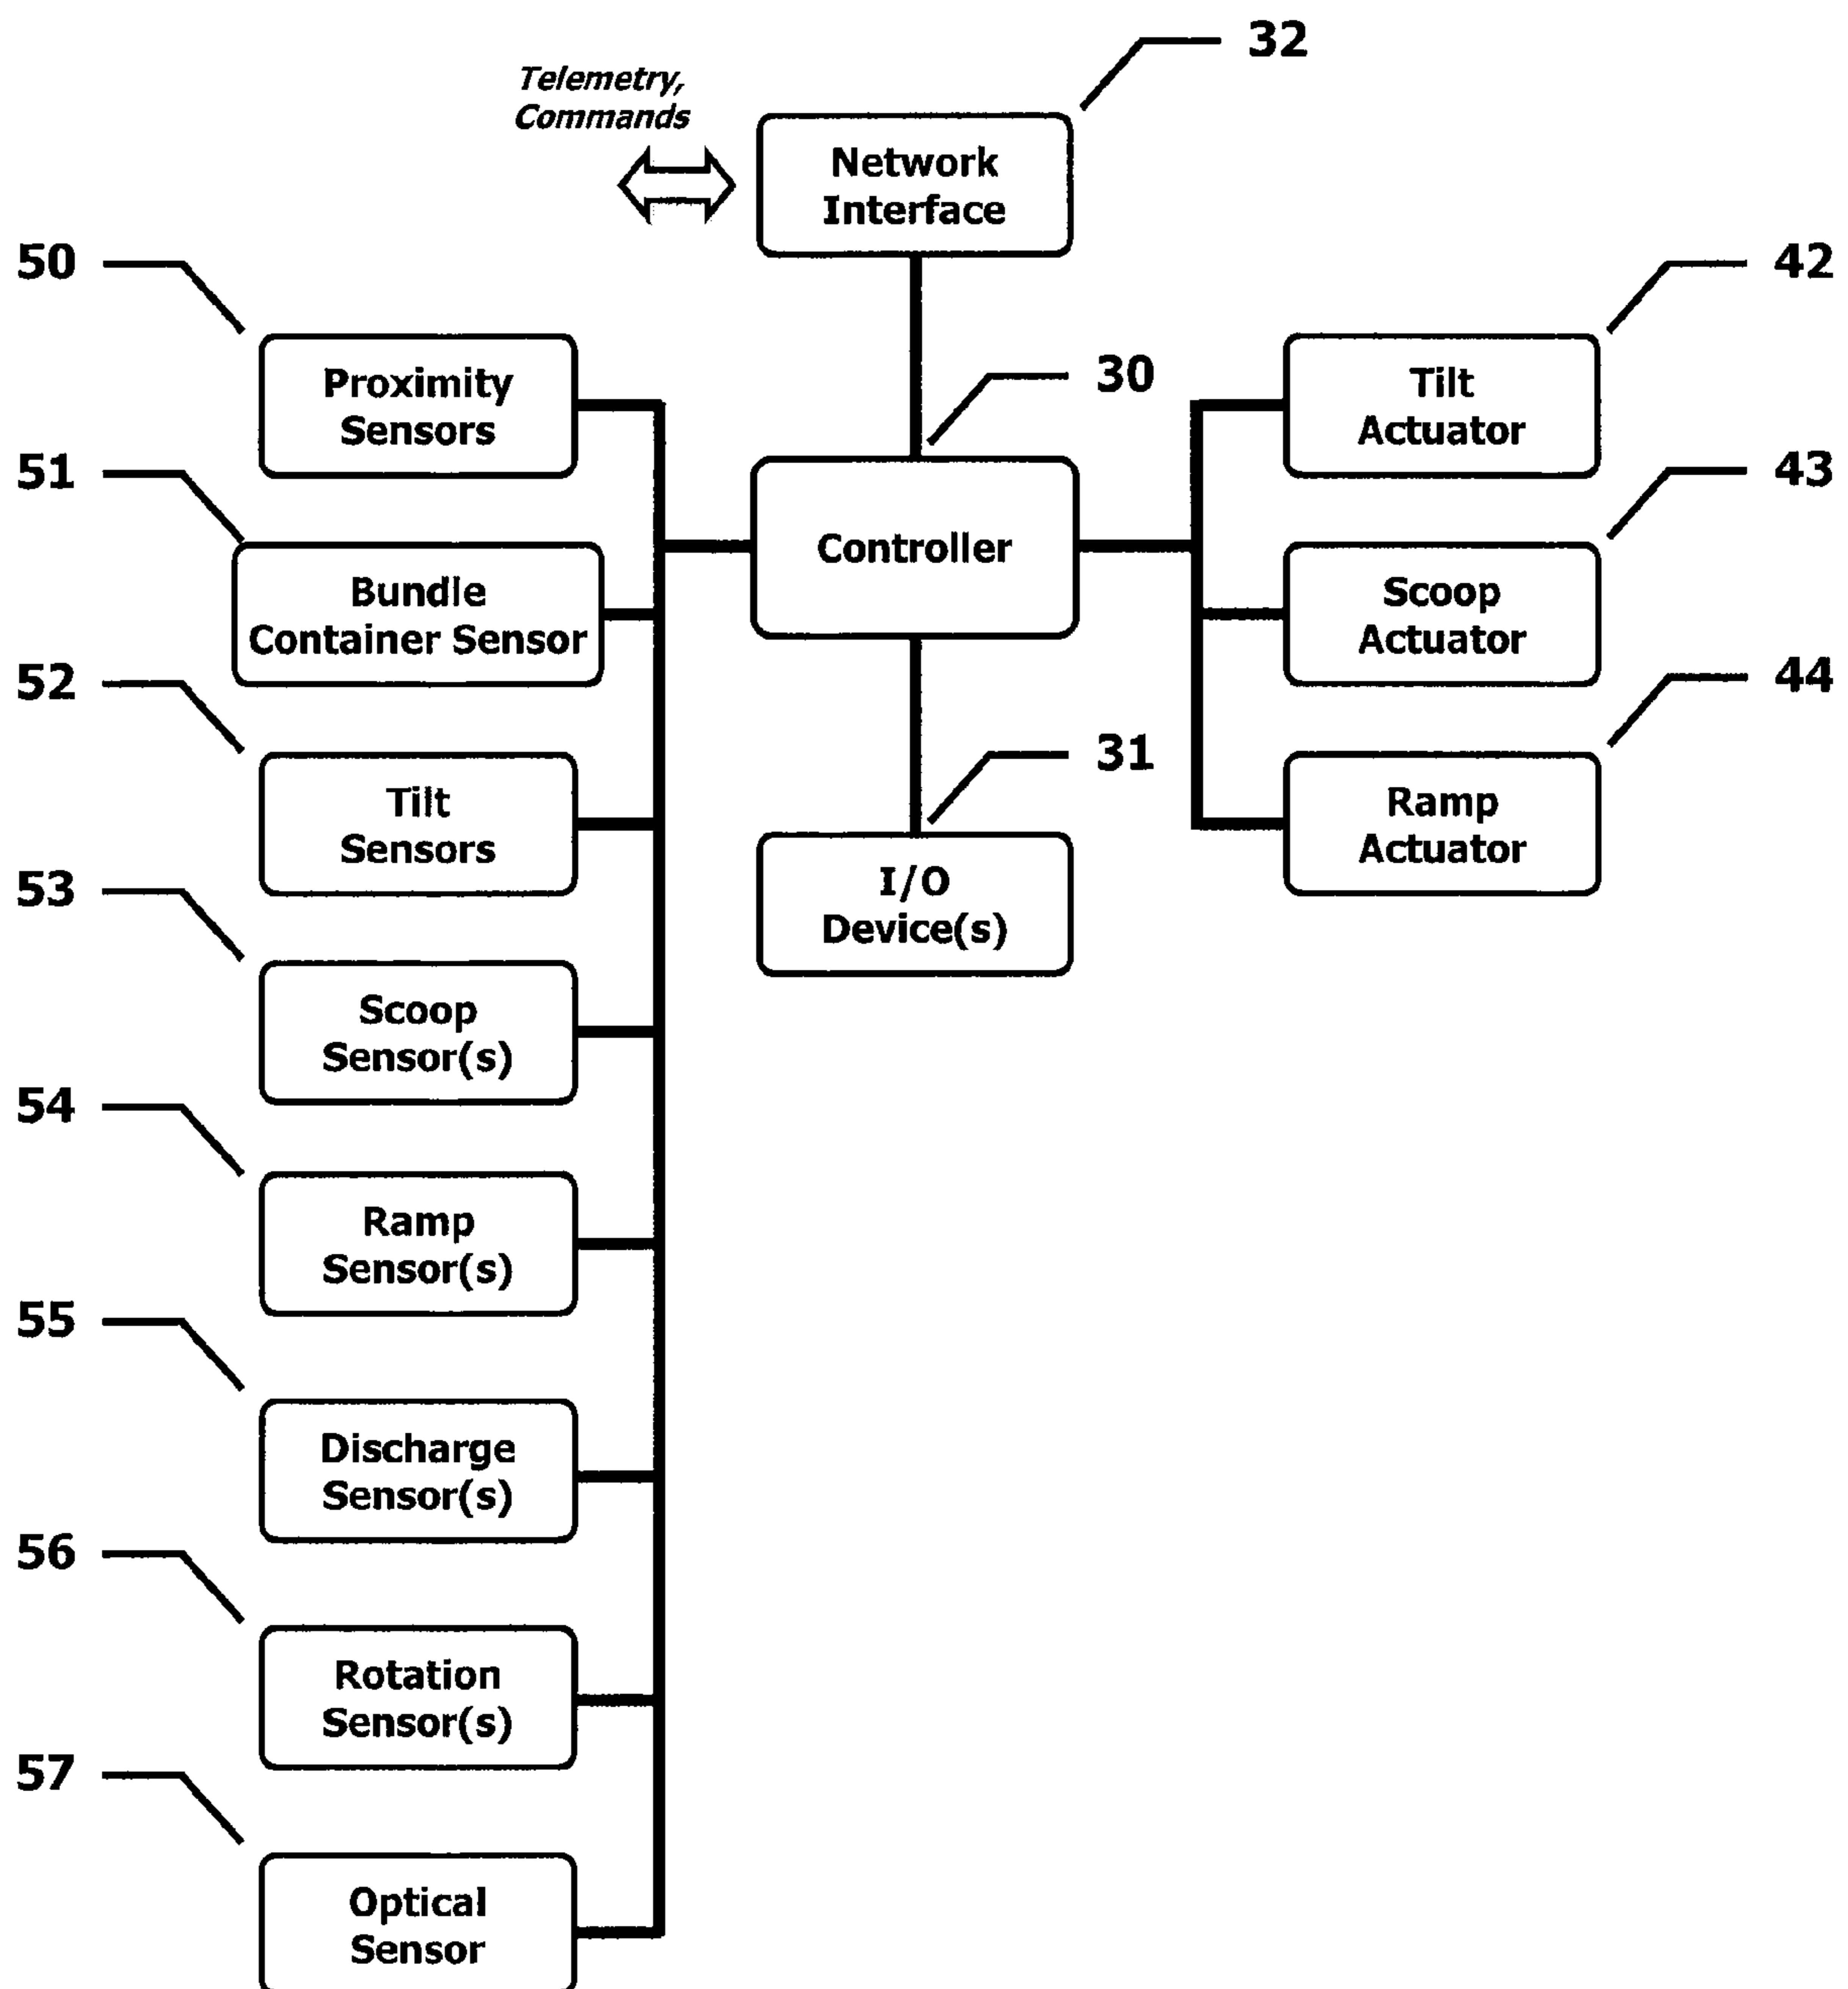 32
Telemetry,
Commands
Network
Interface
50
42
Proximity
Sensors
30
Tilt
Actuator
51
43
Bundle
Container Sensor
Controller
Scoop
Actuator
52
44
Tilt
Sensors
31
Ramp
Actuator
53
I/O
Device(s)
Scoop
Sensor(s)
54
Ramp
Sensor(s)
55
Discharge
Sensor(s)
56
Rotation
Sensor(s)
57
Optical
Sensor